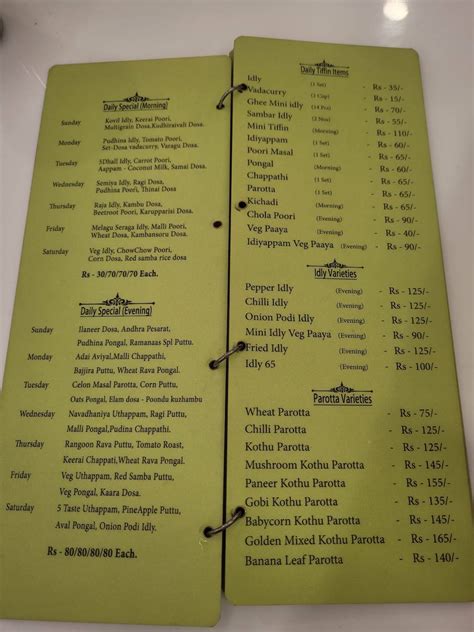 Daily Special (Morning)
Sunday Kovil Idly, Keerai Poori,
Multigrain Dosa,Kudhiraivali Dosa.
Monday Pudhina Idly, Tomato Poori,
Set-Dosa vadacurry, Varagu Dosa.
Tuesday 5Dhall Idly, Carrot Poori,
Aappam - Coconut Milk, Samai Dosa.
Wednesday Semiya Idly, Ragi Poori,
Pudhina Poori, Thinai Dosa
Thursday Raja Idly, Kambu Dosa,
Beetroot Poori, Karupparisi Dosa.
Friday Melagu Seraga Idly, Malli Poori,
Wheat Dosa, Kambansoru Dosa.
Saturday Veg Idly, ChowChow Poori,
Corn Dosa, Red samba rice dosa
Rs - 30/70/70/70 Each.
Daily Special (Evening)
Sunday Ilaneer Dosa, Andhra Pesarat,
Pudhina Pongal, Ramanaas Spl Puttu.
Monday Adai Aviyal,Malli Chappathi,
Bajjira Puttu, Wheat Rava Pongal.
Tuesday Celon Masal Parotta, Corn Puttu,
Oats Pongal, Elam dosa - Poondu kuzhambu
Wednesday Navadhaniya Uthappam, Ragi Puttu,
Malli Pongal,Pudina Chappathi.
Thursday Rangoon Rava Puttu, Tomato Roast,
Keerai Chappati,Wheat Rava Pongal.
Friday Veg Uthappam, Red Samba Puttu,
Veg Pongal, Kaara Dosa.
Saturday 5 Taste Uthappam, PineApple Puttu,
Aval Pongal, Onion Podi Idly.
Rs - 80/80/80/80 Each.
Daily Tiffin Items
Idly (1 Set) - Rs - 35/-
Vadacurry (1 Cup) - Rs - 15/-
Ghee Mini idly (14 Pcs) - Rs - 70/-
Sambar Idly (2 Nos) - Rs - 55/-
Mini Tiffin (Morning) - Rs - 110/-
Idiyappam (1 Set) - Rs - 60/-
Poori Masal (1 Set) - Rs - 65/-
Pongal (Morning) - Rs - 60/-
Chappathi (1 Set) - Rs - 65/-
Parotta (1 Set) - Rs - 65/-
Kichadi (Morning) - Rs - 65/-
Chola Poori (Evening) - Rs - 90/-
Veg Paaya (Evening) - Rs - 40/-
Idiyappam Veg Paaya (Evening) - Rs - 90/-
Idly Varieties
Pepper Idly (Evening) - Rs - 125/-
Chilli Idly (Evening) - Rs - 125/-
Onion Podi Idly (Evening) - Rs - 125/-
Mini Idly Veg Paaya (Evening) - Rs - 90/-
Fried Idly (Evening) - Rs - 125/-
Idly 65 (Evening) - Rs - 100/-
Parotta Varieties
Wheat Parotta - Rs - 75/-
Chilli Parotta - Rs - 125/-
Kothu Parotta - Rs - 125/-
Mushroom Kothu Parotta - Rs - 145/-
Paneer Kothu Parotta - Rs - 155/-
Gobi Kothu Parotta - Rs - 135/-
Babycorn Kothu Parotta - Rs - 145/-
Golden Mixed Kothu Parotta - Rs - 165/-
Banana Leaf Parotta - Rs - 140/-